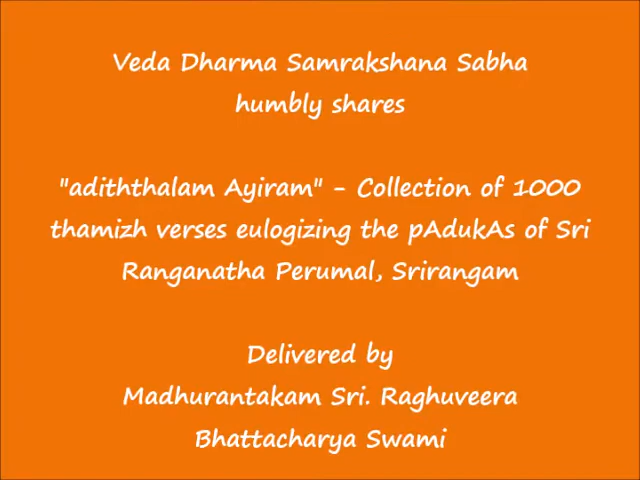 Veda Dharma Samrakshana Sabha
humbly shares
"adiththalam Ayiram" - Collection of 1000
thamizh verses eulogizing the pAdukAs of Sri
Ranganatha Perumal, Srirangam
Delivered by
Madhurantakam Sri. Raghuveera
Bhattacharya Swami